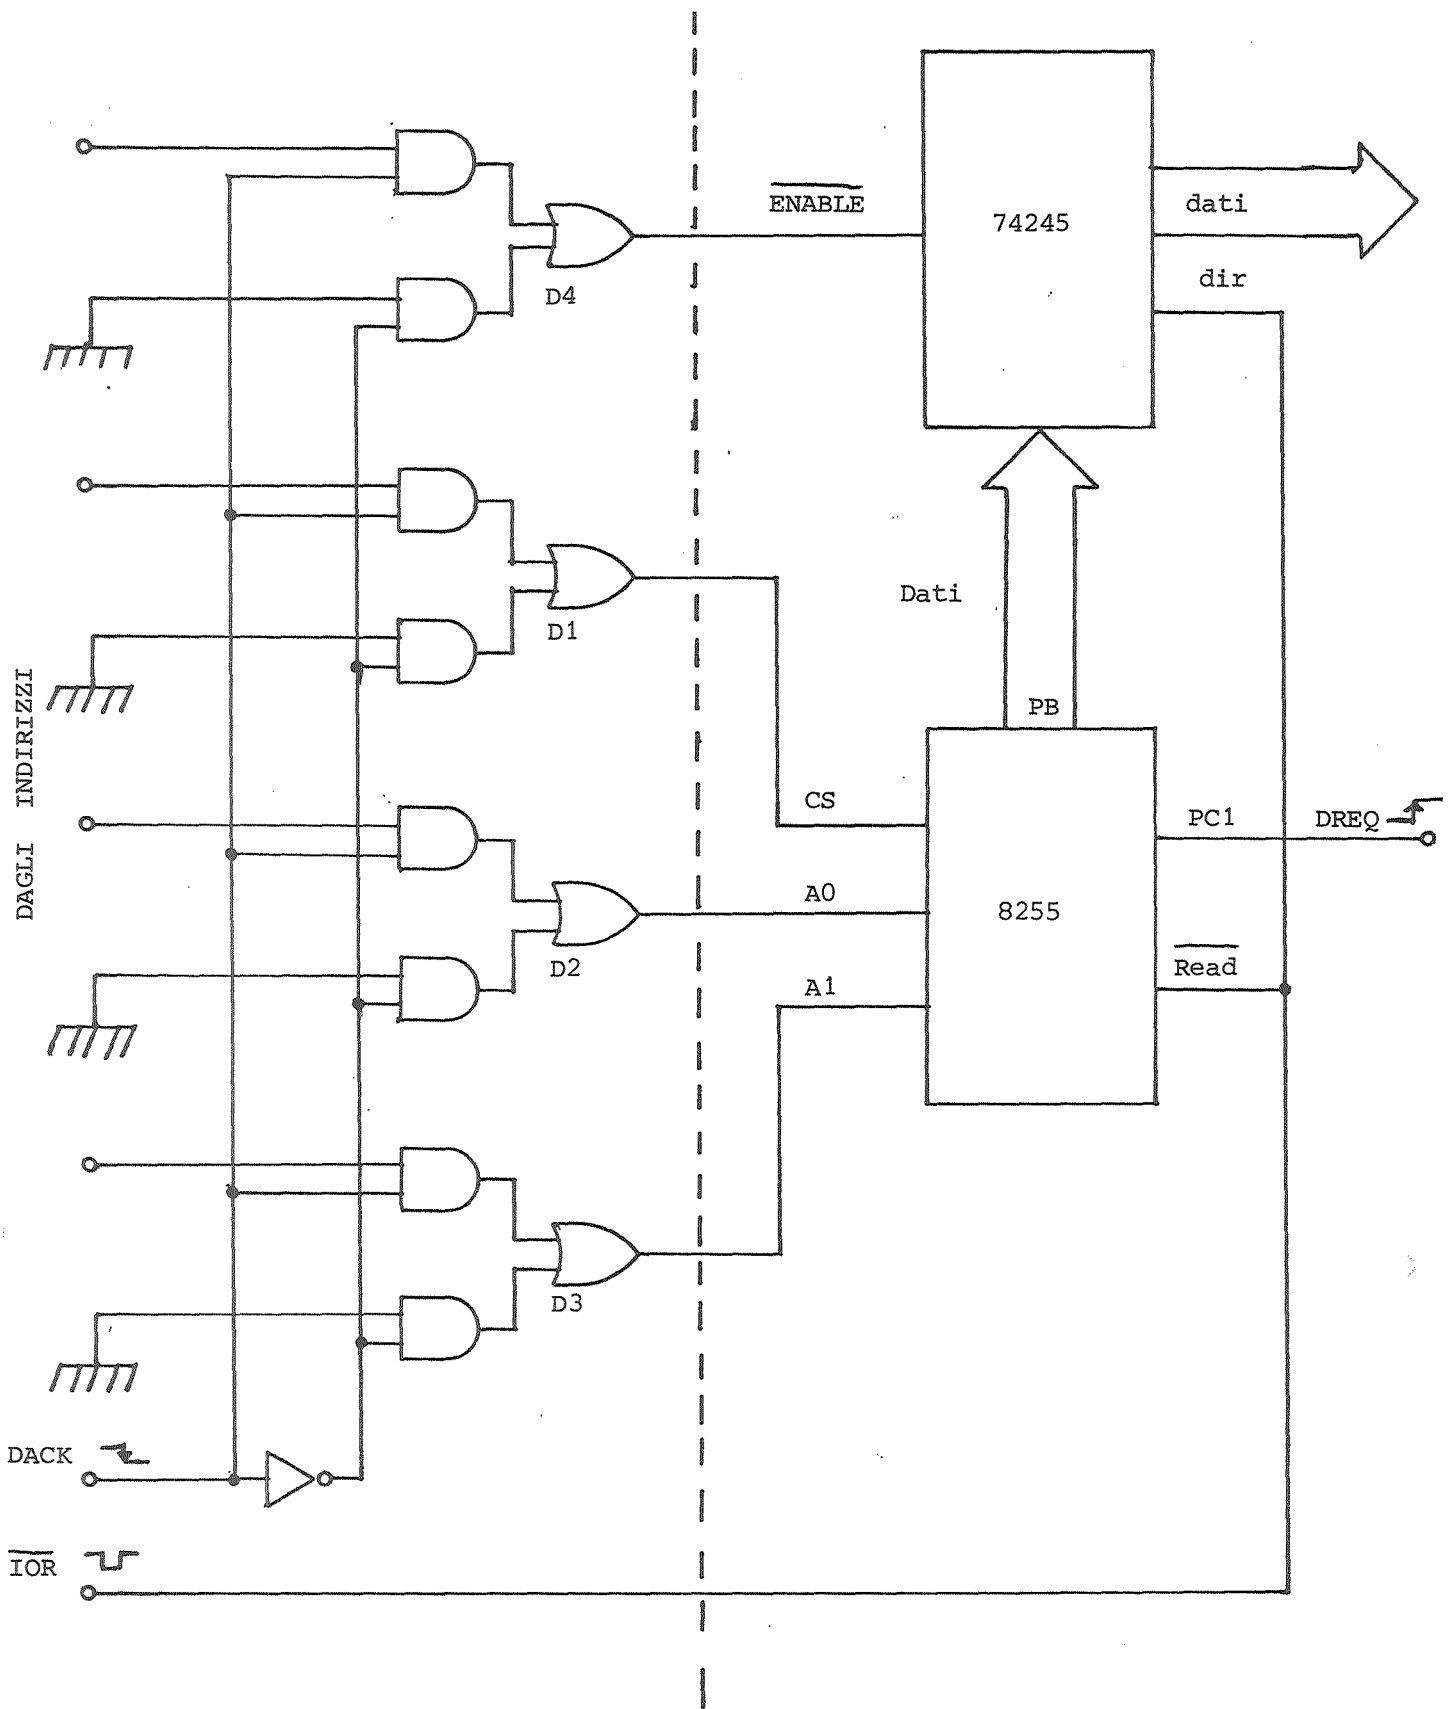 ENABLE
74245
dati
dir
D4
D1
Dati
PB
DAGLI INDIRIZZI
CS
PC1
DREQ
A0
8255
D2
Read
A1
D3
DACK
IOR